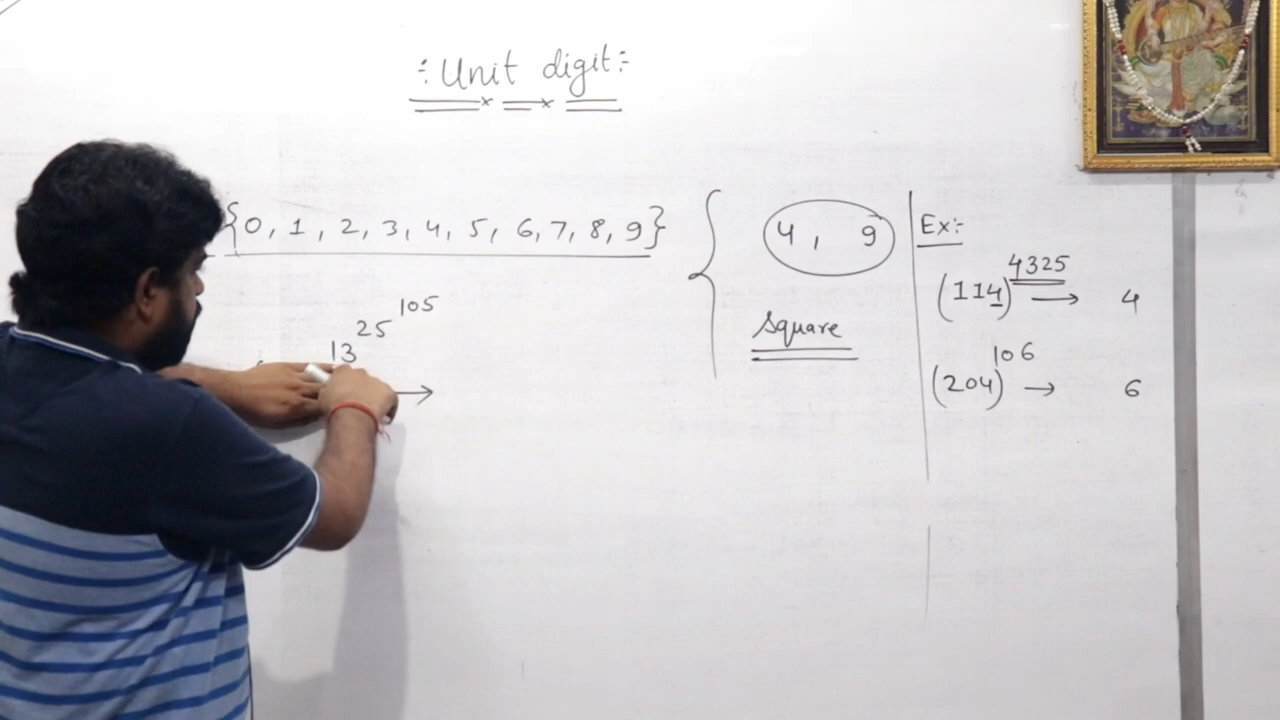 :Unit digit:
{0, 1, 2, 3, 4, 5, 6, 7, 8, 9}
13^25^105 →
4, 9
Square
Ex:-
(114)^4325 → 4
(204)^106 → 6